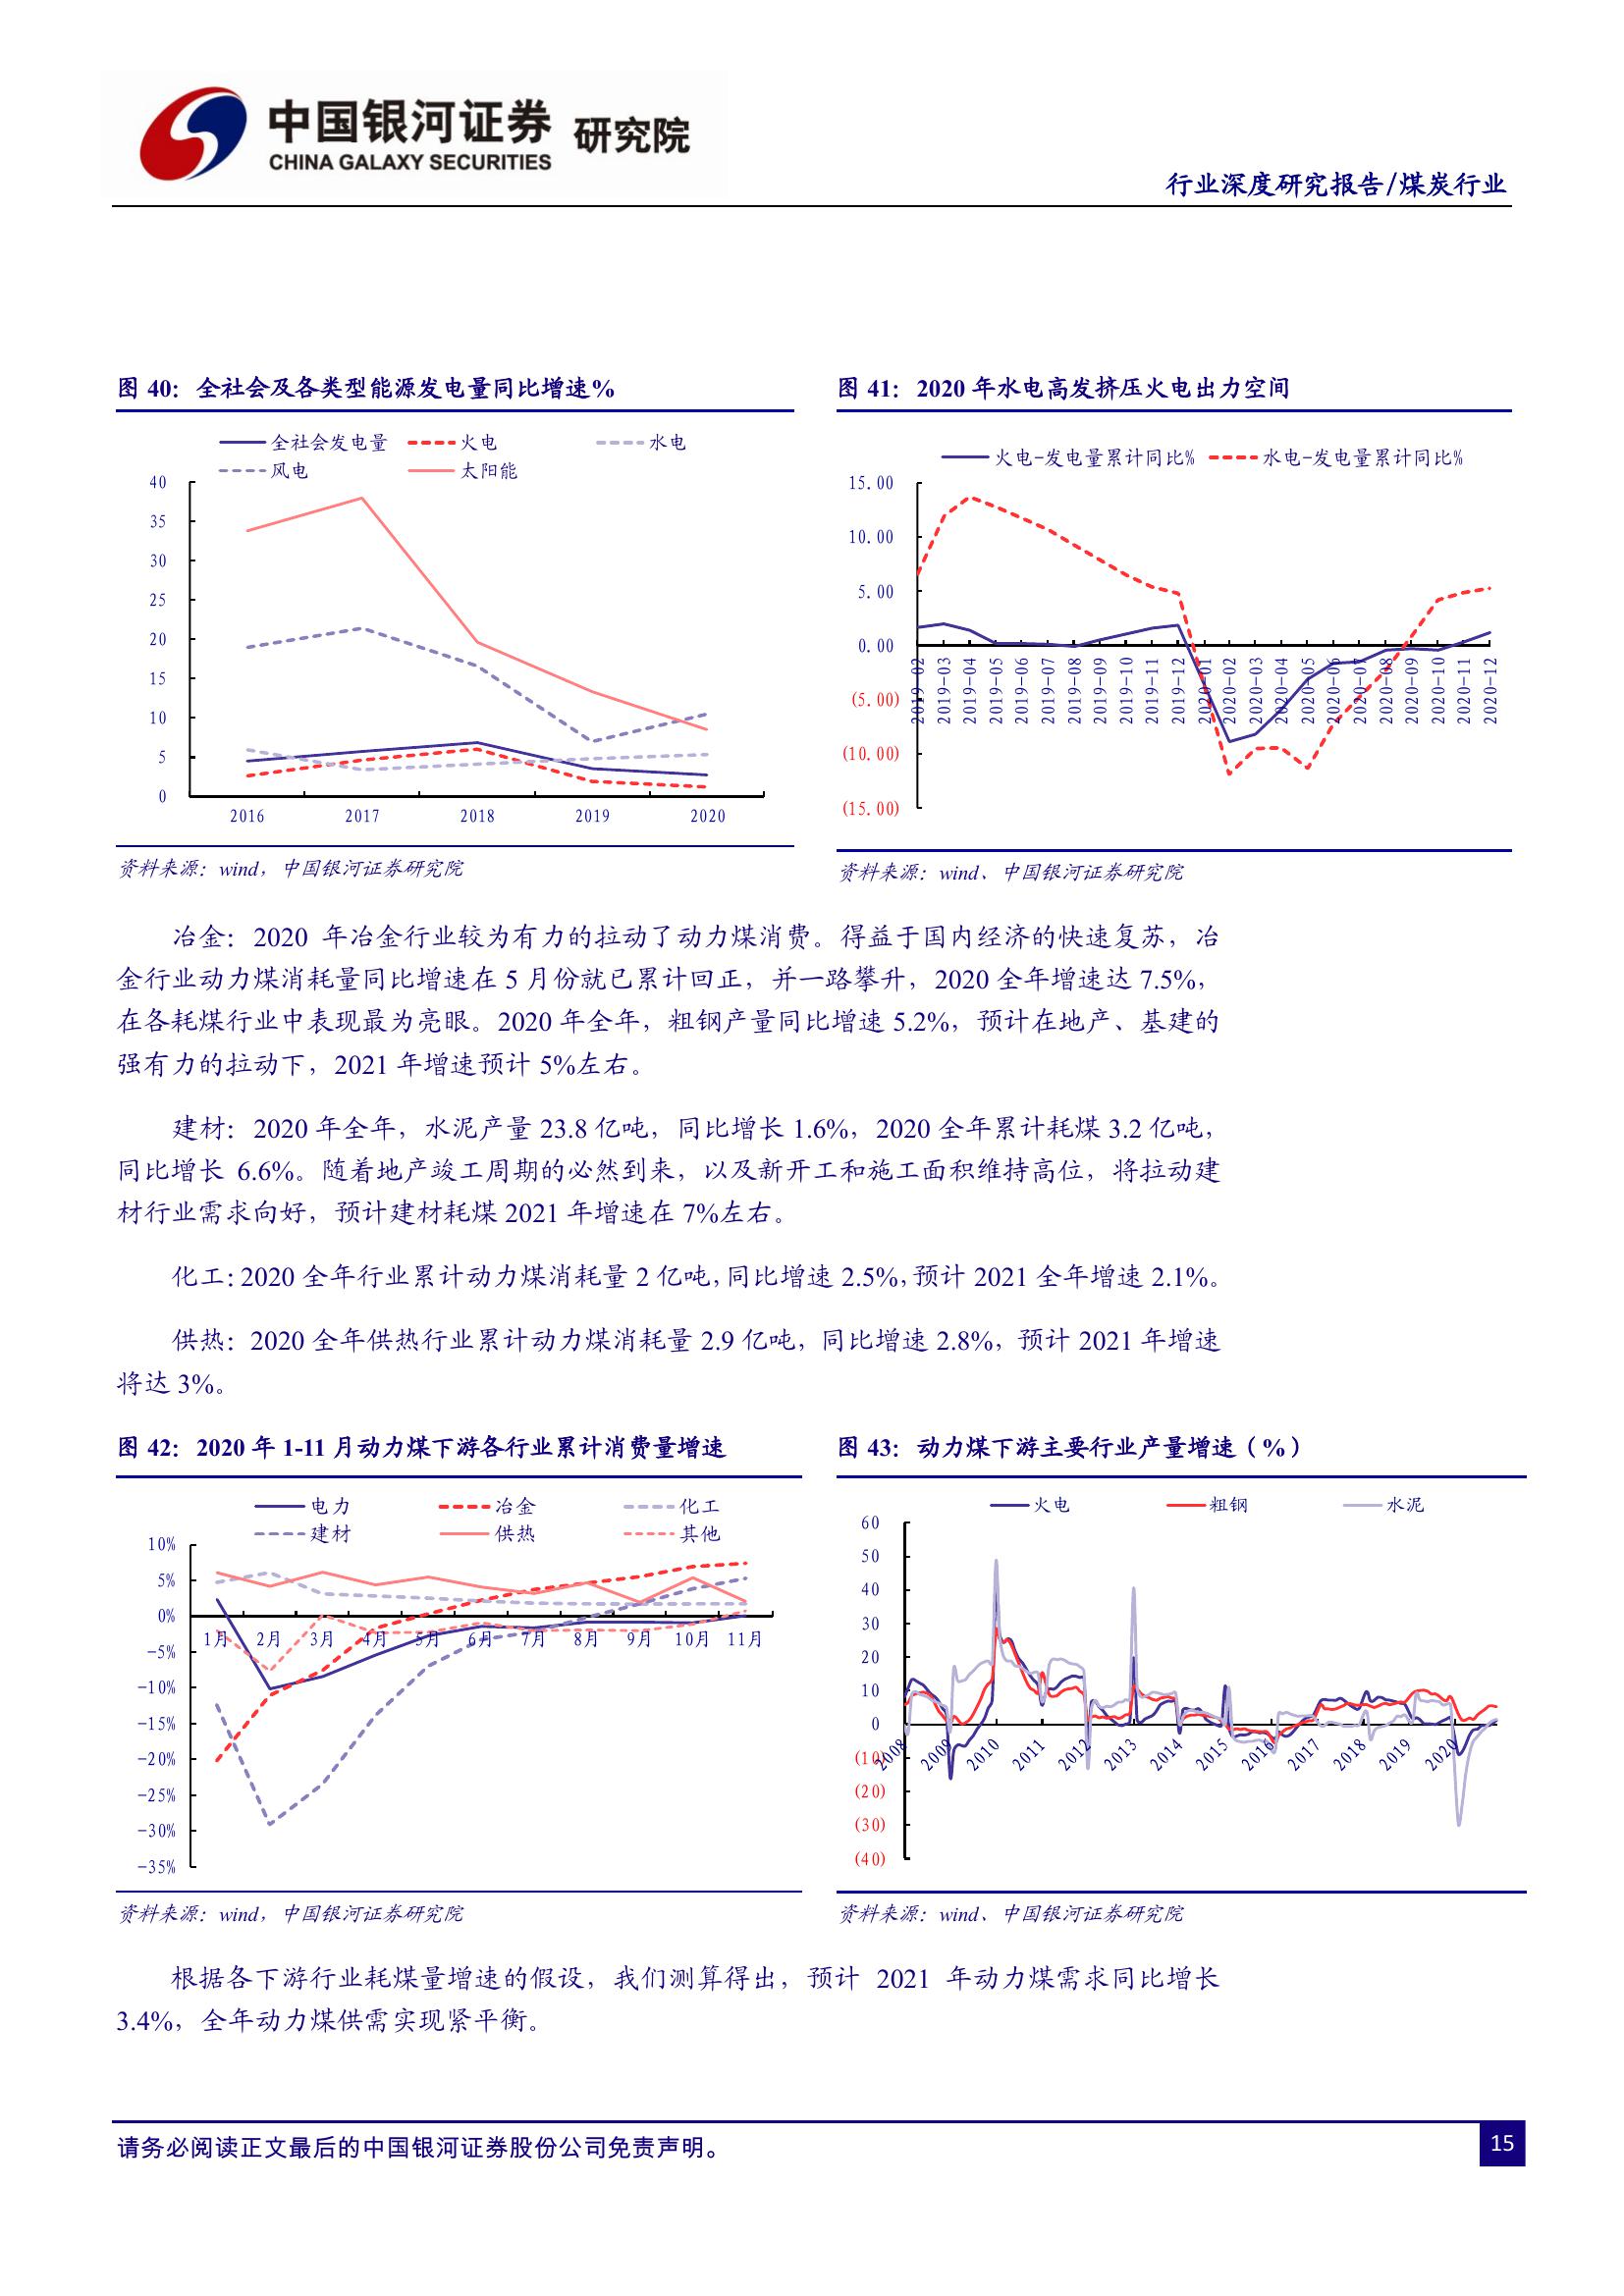 中国银河证券 研究院
CHINA GALAXY SECURITIES
行业深度研究报告/煤炭行业
图 40：全社会及各类型能源发电量同比增速%
全社会发电量 火电 水电
风电 太阳能
40
35
30
25
20
15
10
5
0
2016 2017 2018 2019 2020
资料来源：wind，中国银河证券研究院
图 41：2020 年水电高发挤压火电出力空间
火电-发电量累计同比% 水电-发电量累计同比%
15.00
10.00
5.00
0.00
(5.00)
(10.00)
(15.00)
2019-02 2019-03 2019-04 2019-05 2019-06 2019-07 2019-08 2019-09 2019-10 2019-11 2019-12 2020-01 2020-02 2020-03 2020-04 2020-05 2020-06 2020-07 2020-08 2020-09 2020-10 2020-11 2020-12
资料来源：wind、中国银河证券研究院
冶金：2020 年冶金行业较为有力的拉动了动力煤消费。得益于国内经济的快速复苏，冶
金行业动力煤消耗量同比增速在 5 月份就已累计回正，并一路攀升，2020 全年增速达 7.5%，
在各耗煤行业中表现最为亮眼。2020 年全年，粗钢产量同比增速 5.2%，预计在地产、基建的
强有力的拉动下，2021 年增速预计 5%左右。
建材：2020 年全年，水泥产量 23.8 亿吨，同比增长 1.6%，2020 全年累计耗煤 3.2 亿吨，
同比增长 6.6%。随着地产竣工周期的必然到来，以及新开工和施工面积维持高位，将拉动建
材行业需求向好，预计建材耗煤 2021 年增速在 7%左右。
化工：2020 全年行业累计动力煤消耗量 2 亿吨，同比增速 2.5%，预计 2021 全年增速 2.1%。
供热：2020 全年供热行业累计动力煤消耗量 2.9 亿吨，同比增速 2.8%，预计 2021 年增速
将达 3%。
图 42：2020 年 1-11 月动力煤下游各行业累计消费量增速
电力 冶金 化工
建材 供热 其他
10%
5%
0%
-5%
-10%
-15%
-20%
-25%
-30%
-35%
1月 2月 3月 4月 5月 6月 7月 8月 9月 10月 11月
资料来源：wind，中国银河证券研究院
图 43：动力煤下游主要行业产量增速（%）
火电 粗钢 水泥
60
50
40
30
20
10
0
(10)
(20)
(30)
(40)
2008 2009 2010 2011 2012 2013 2014 2015 2016 2017 2018 2019 2020
资料来源：wind、中国银河证券研究院
根据各下游行业耗煤量增速的假设，我们测算得出，预计 2021 年动力煤需求同比增长
3.4%，全年动力煤供需实现紧平衡。
请务必阅读正文最后的中国银河证券股份公司免责声明。
15